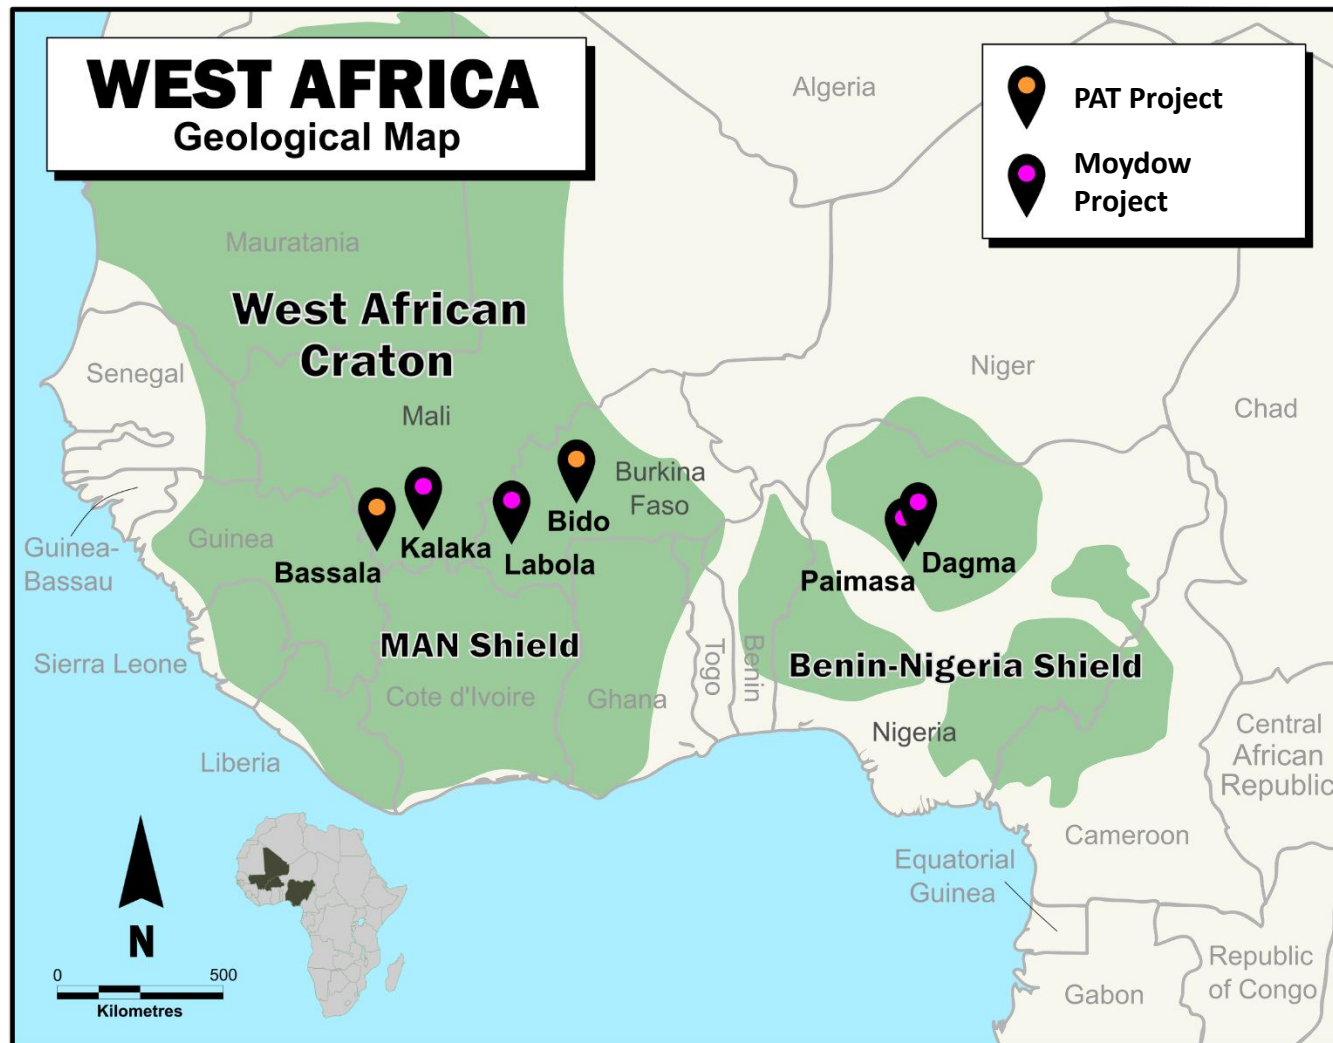 WEST AFRICA
Geological Map
PAT Project
Moydow
Project
Algeria
Mauratania
West African
Craton
Senegal
Mali
Niger
Chad
Burkina
Faso
Bido
Guinea
Kalaka
Labola
Bassala
Guinea-
Bassau
Dagma
Paimasa
MAN Shield
Sierra Leone
Cote d'Ivoire
Ghana
Togo
Benin
Benin-Nigeria Shield
Nigeria
Liberia
Central
African
Republic
Cameroon
Equatorial
Guinea
N
0 500
Kilometres
Gabon
Republic
of Congo